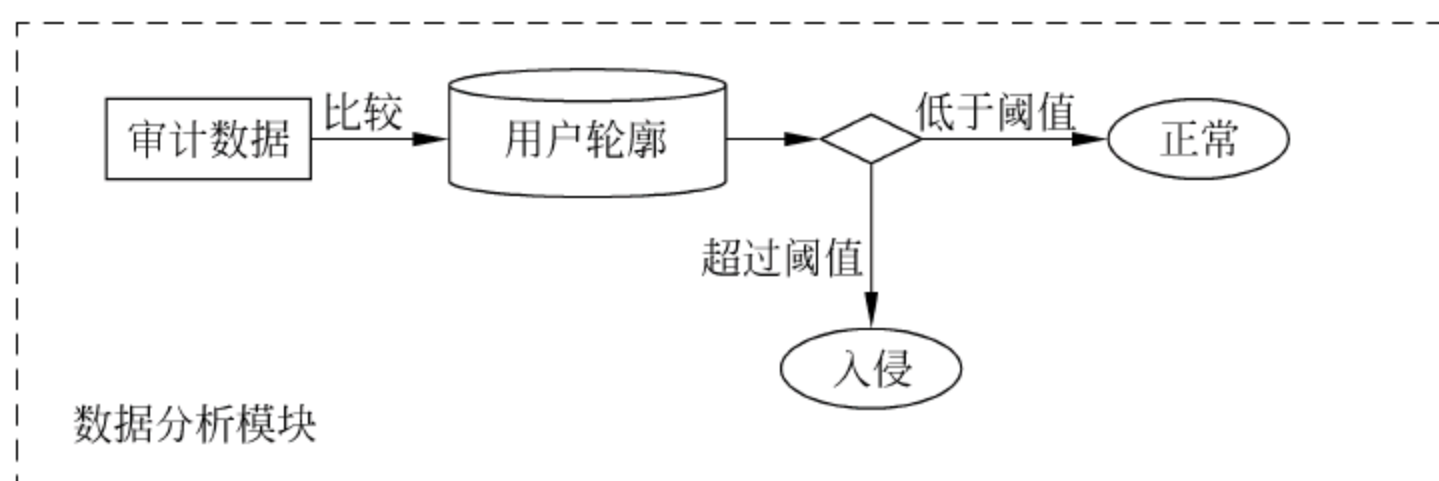 审计数据
比较
用户轮廓
低于阈值
正常
超过阈值
入侵
数据分析模块